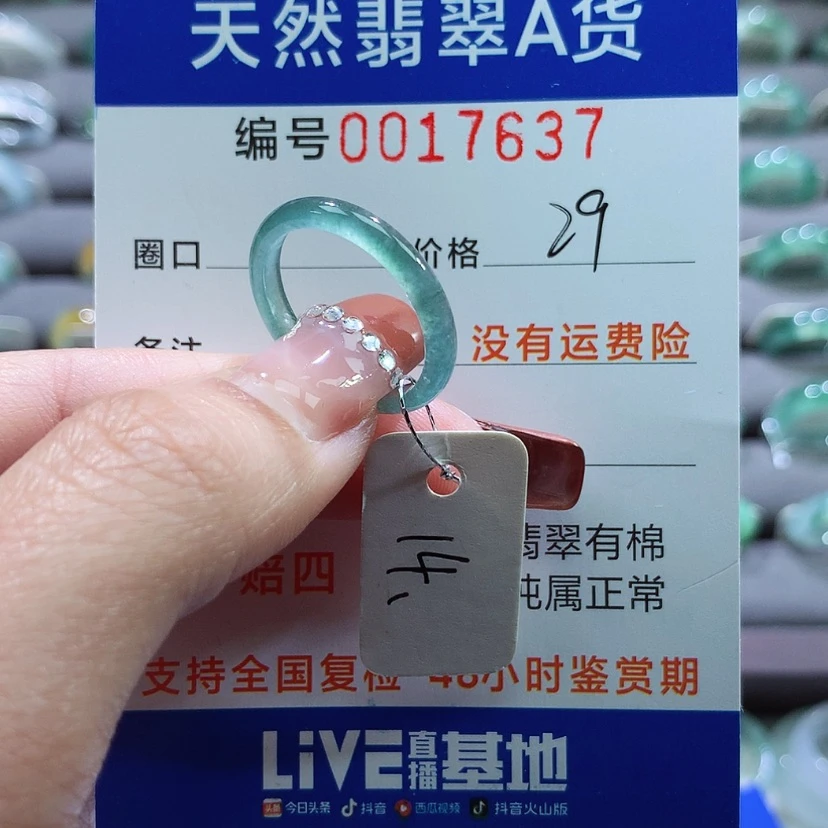 天然翡翠A货
编号0017637
圈口 价格 29
备注 没有运费险
14.
赔四 翡翠有棉
纯属正常
支持全国复检 48小时鉴赏期
LiVE直播基地
今日头条 抖音 西瓜视频 抖音火山版